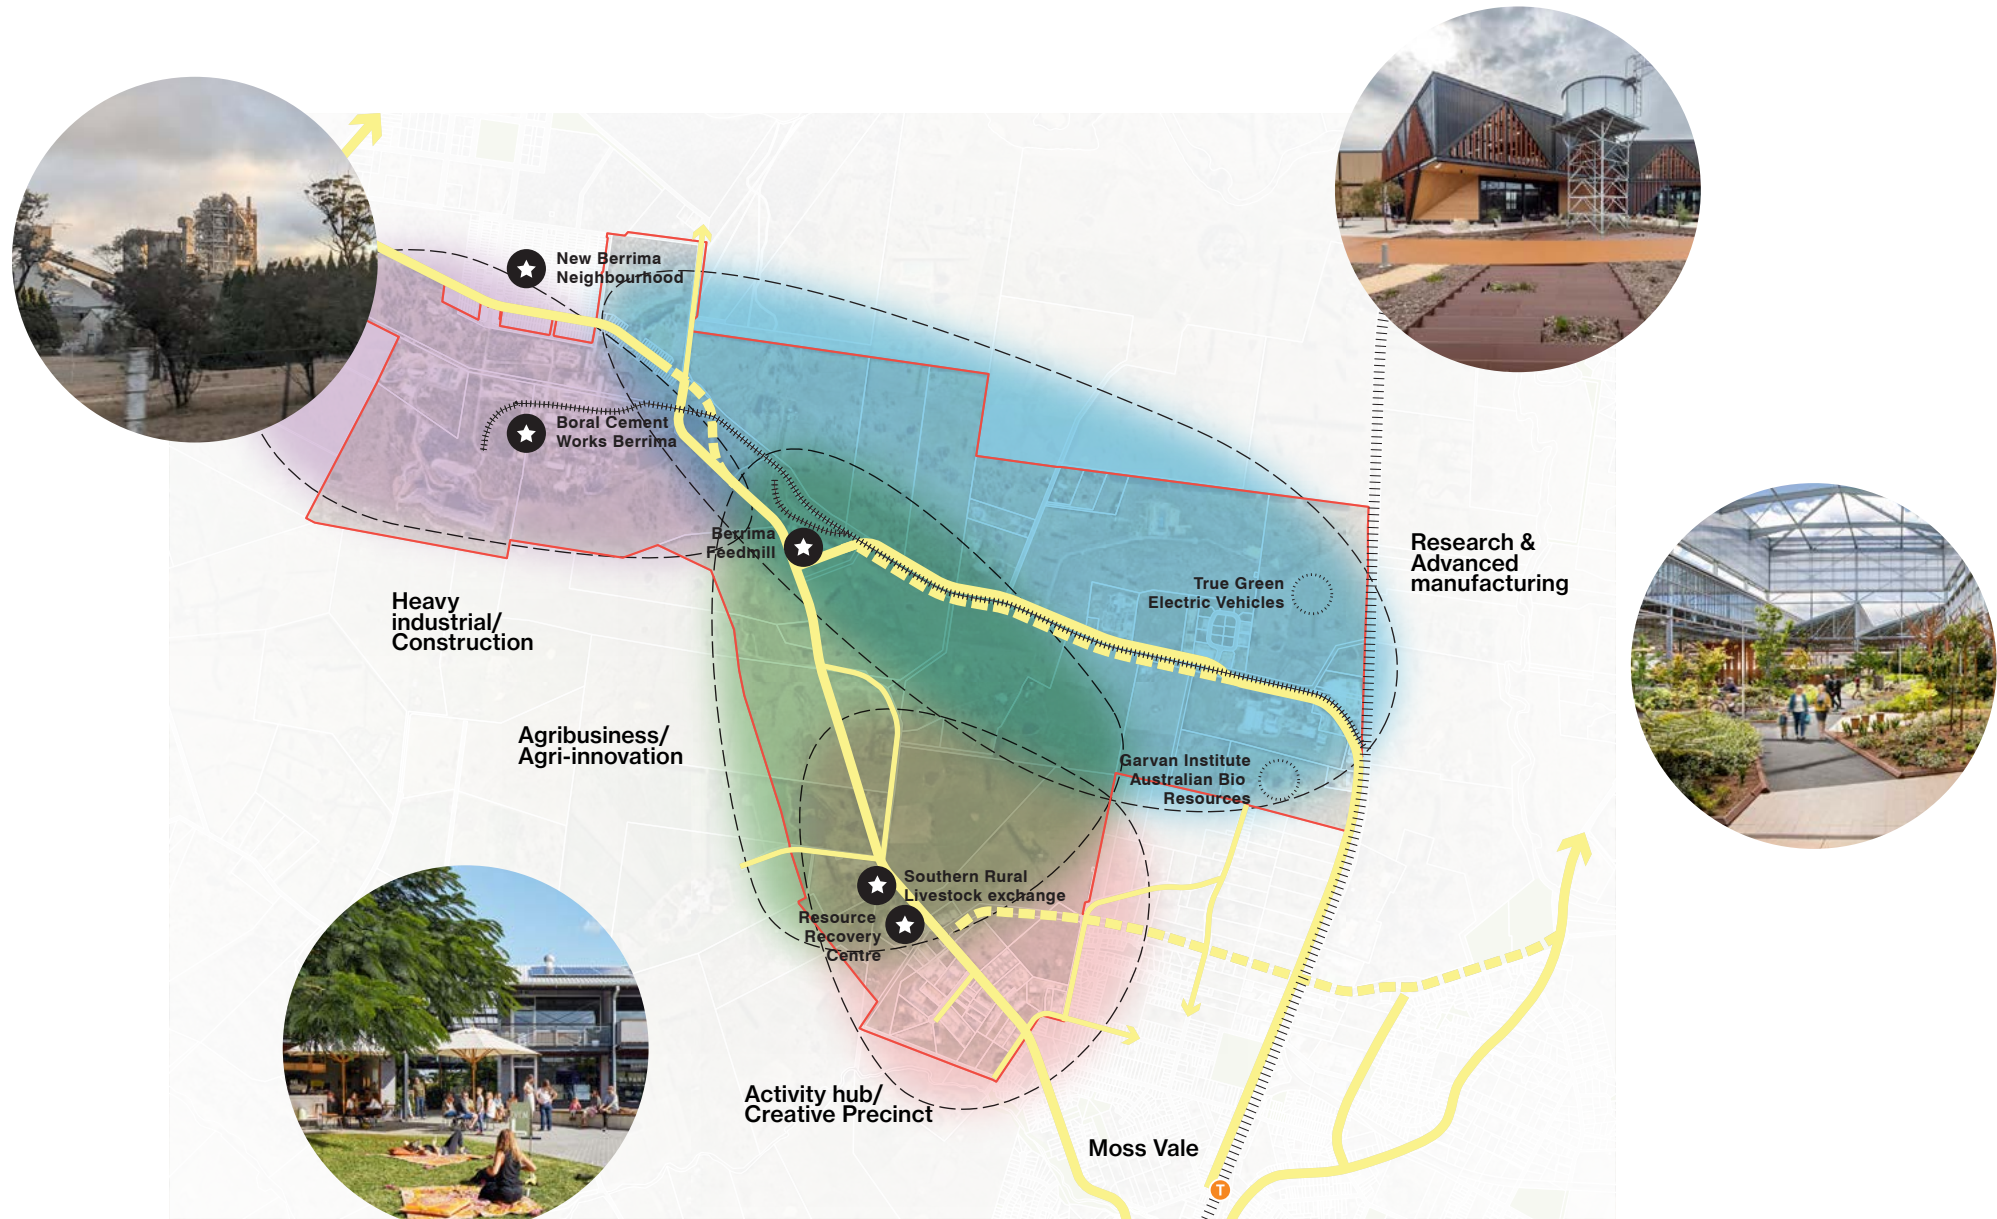 New Berrima
Neighbourhood
Boral Cement
Works Berrima
Berrima
Feedmill
Research &
Advanced
manufacturing
True Green
Electric Vehicles
Heavy
industrial/
Construction
Agribusiness/
Agri-innovation
Garvan Institute
Australian Bio
Resources
Southern Rural
Livestock exchange
Resource
Recovery
Centre
Activity hub/
Creative Precinct
Moss Vale
T